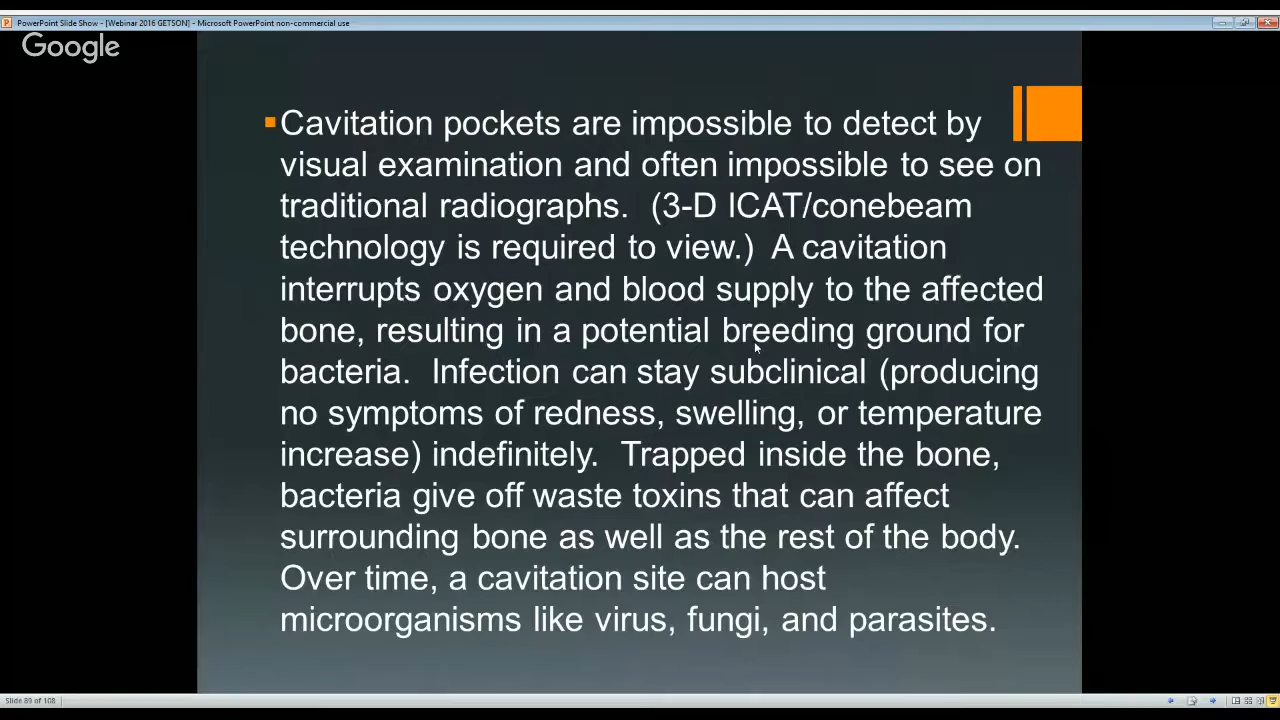 PowerPoint Slide Show - [Webinar 2016 GETSON] - Microsoft PowerPoint non-commercial use
Google
Cavitation pockets are impossible to detect by
visual examination and often impossible to see on
traditional radiographs.  (3-D ICAT/conebeam
technology is required to view.)  A cavitation
interrupts oxygen and blood supply to the affected
bone, resulting in a potential breeding ground for
bacteria.  Infection can stay subclinical (producing
no symptoms of redness, swelling, or temperature
increase) indefinitely.  Trapped inside the bone,
bacteria give off waste toxins that can affect
surrounding bone as well as the rest of the body.
Over time, a cavitation site can host
microorganisms like virus, fungi, and parasites.
Slide 89 of 108